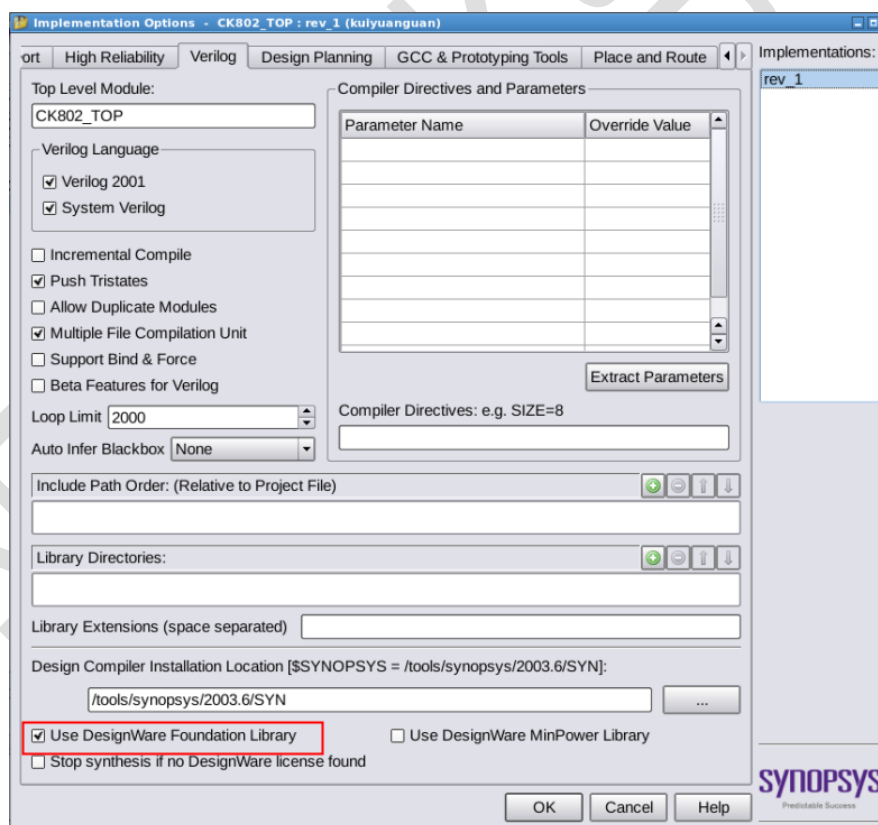 Implementation Options - CK802_TOP : rev_1 (kuiyuanguan)
ort High Reliability Verilog Design Planning GCC & Prototyping Tools Place and Route
Implementations:
rev_1
Top Level Module:
CK802_TOP
Verilog Language
Verilog 2001
System Verilog
Incremental Compile
Push Tristates
Allow Duplicate Modules
Multiple File Compilation Unit
Support Bind & Force
Beta Features for Verilog
Loop Limit 2000
Auto Infer Blackbox None
Compiler Directives and Parameters
Parameter Name Override Value
Extract Parameters
Compiler Directives: e.g. SIZE=8
Include Path Order: (Relative to Project File)
Library Directories:
Library Extensions (space separated)
Design Compiler Installation Location [$SYNOPSYS = /tools/synopsys/2003.6/SYN]:
/tools/synopsys/2003.6/SYN ...
Use DesignWare Foundation Library Use DesignWare MinPower Library
Stop synthesis if no DesignWare license found
OK Cancel Help
SYNOPSYS
Predictable Success